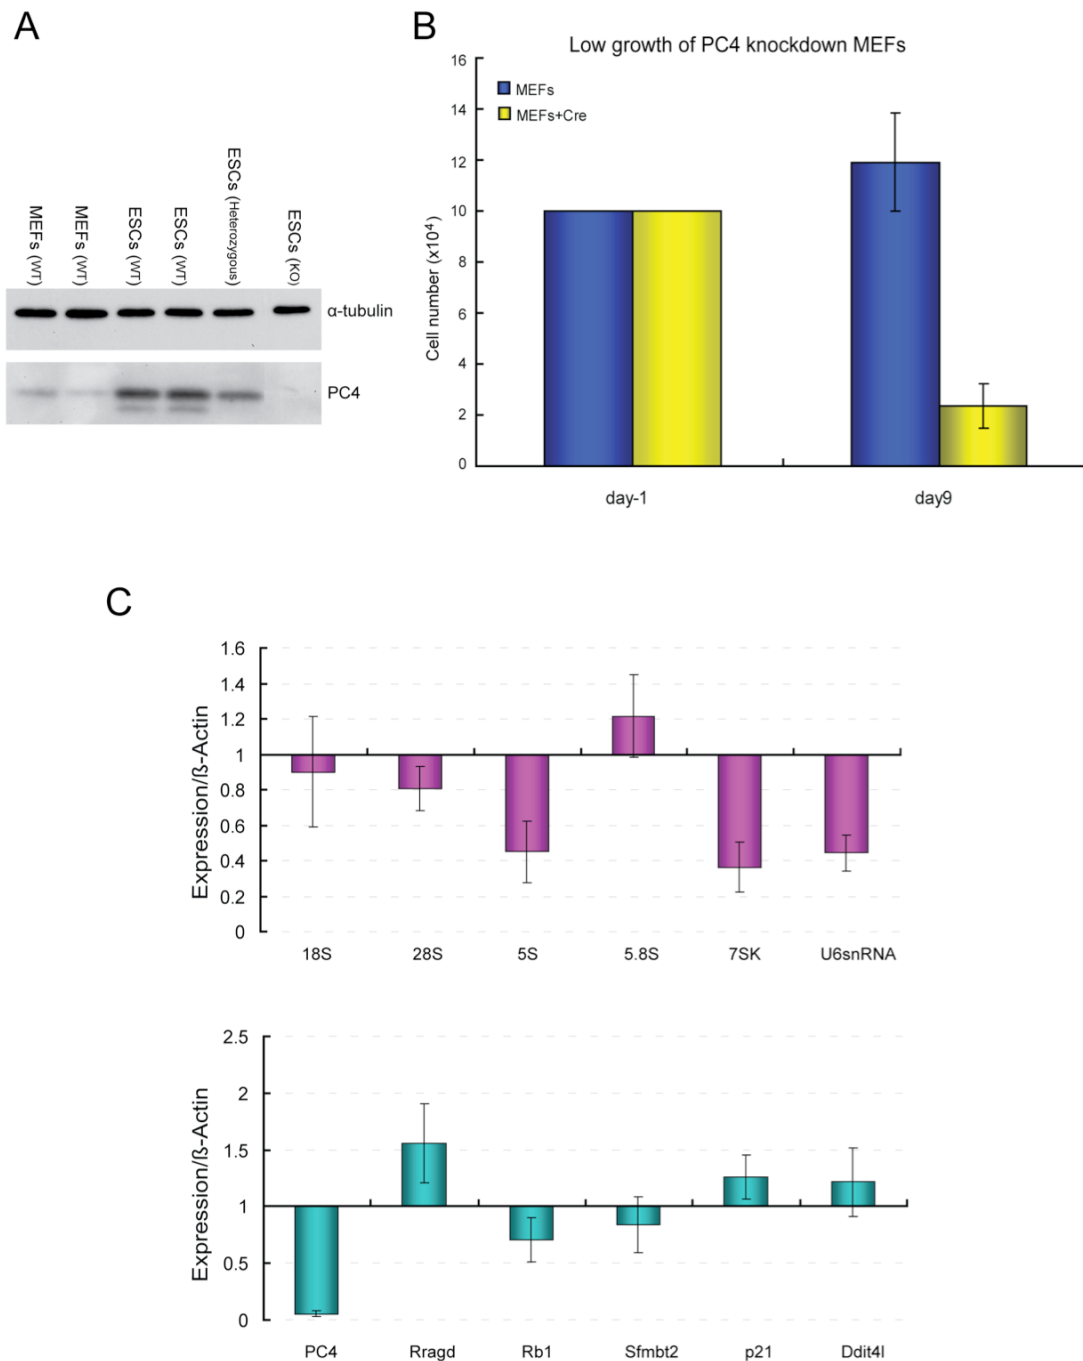 A
MEFs (WT)
MEFs (WT)
ESCs (WT)
ESCs (WT)
ESCs (Heterozygous)
ESCs (KO)
α-tubulin
PC4
B
Low growth of PC4 knockdown MEFs
MEFs
MEFs+Cre
Cell number (x10⁴)
16
14
12
10
8
6
4
2
0
day-1
day9
C
Expression/ß-Actin
1.6
1.4
1.2
1
0.8
0.6
0.4
0.2
0
18S 28S 5S 5.8S 7SK U6snRNA
Expression/ß-Actin
2.5
2
1.5
1
0.5
0
PC4 Rragd Rb1 Sfmbt2 p21 Ddit4l